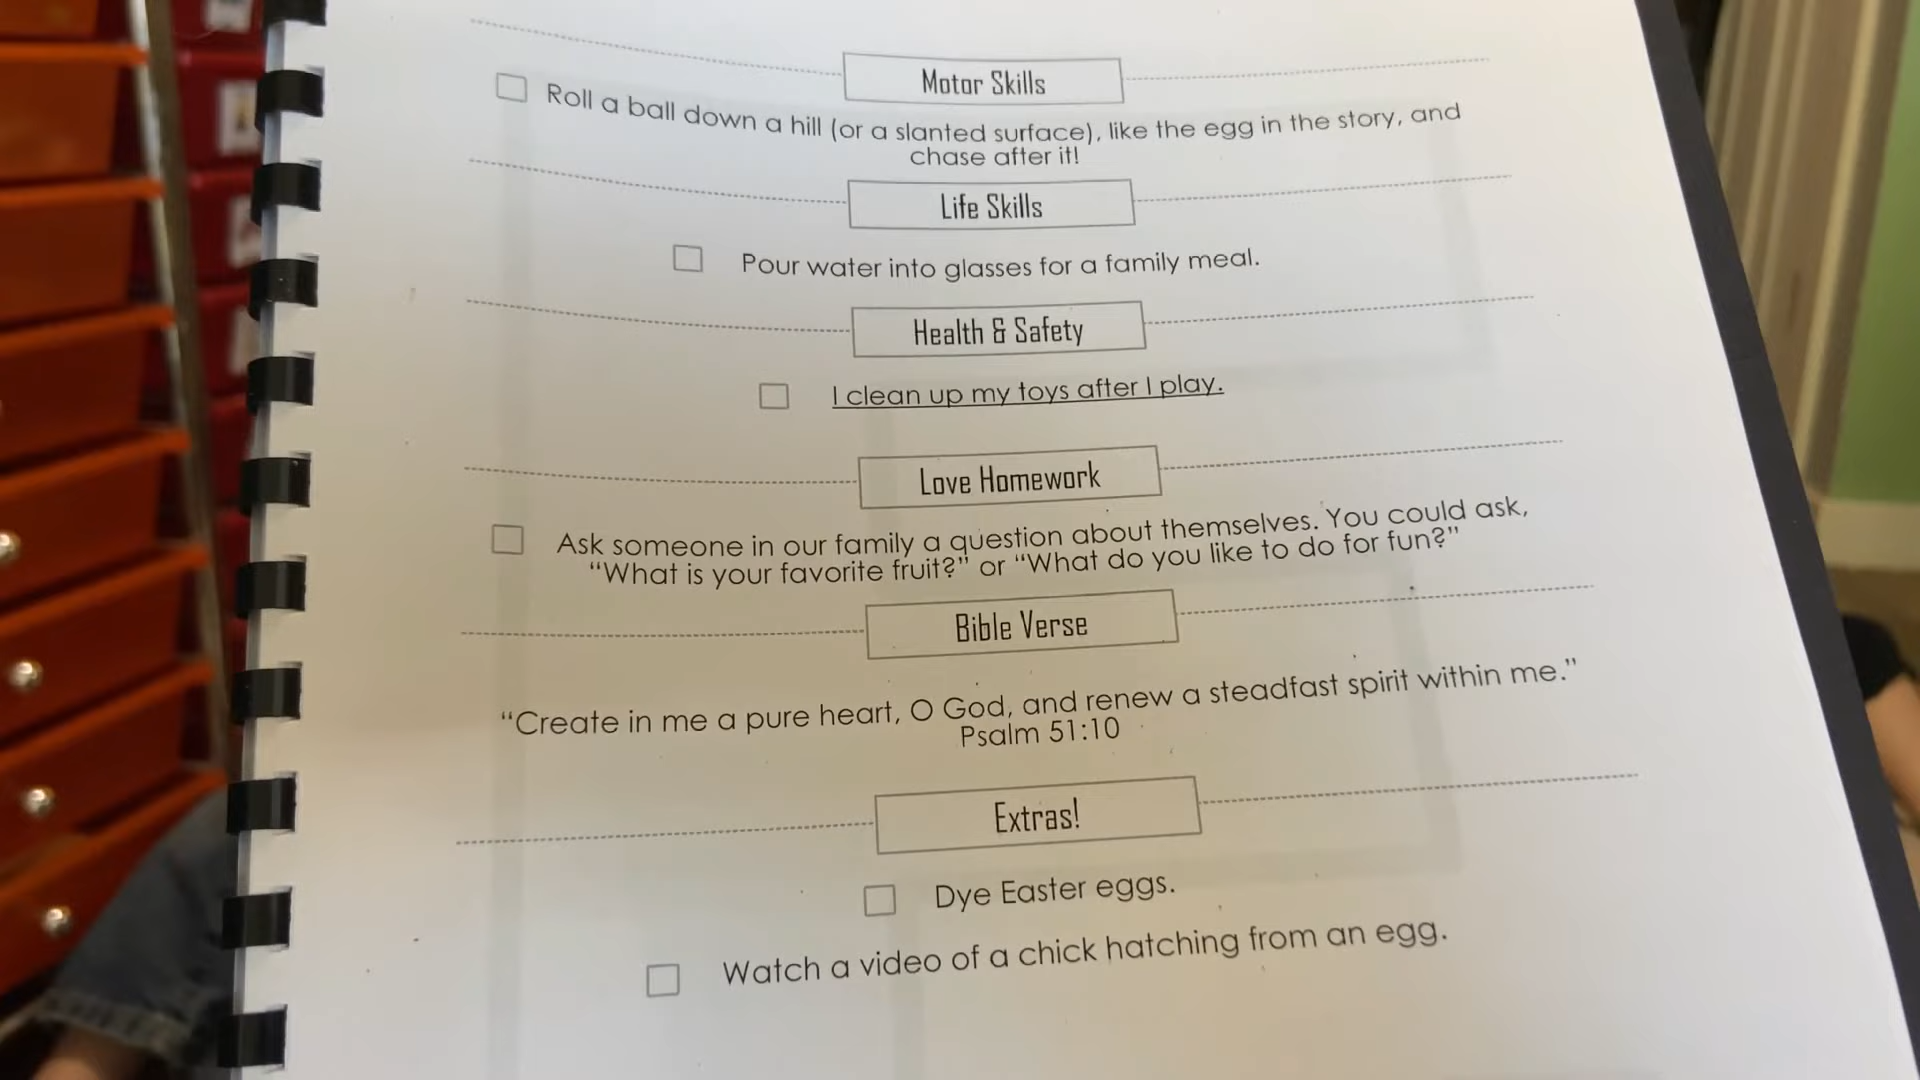 Motor Skills
Roll a ball down a hill (or a slanted surface), like the egg in the story, and
chase after it!
Life Skills
Pour water into glasses for a family meal.
Health & Safety
I clean up my toys after I play.
Love Homework
Ask someone in our family a question about themselves. You could ask,
“What is your favorite fruit?” or “What do you like to do for fun?”
Bible Verse
“Create in me a pure heart, O God, and renew a steadfast spirit within me.”
Psalm 51:10
Extras!
Dye Easter eggs.
Watch a video of a chick hatching from an egg.